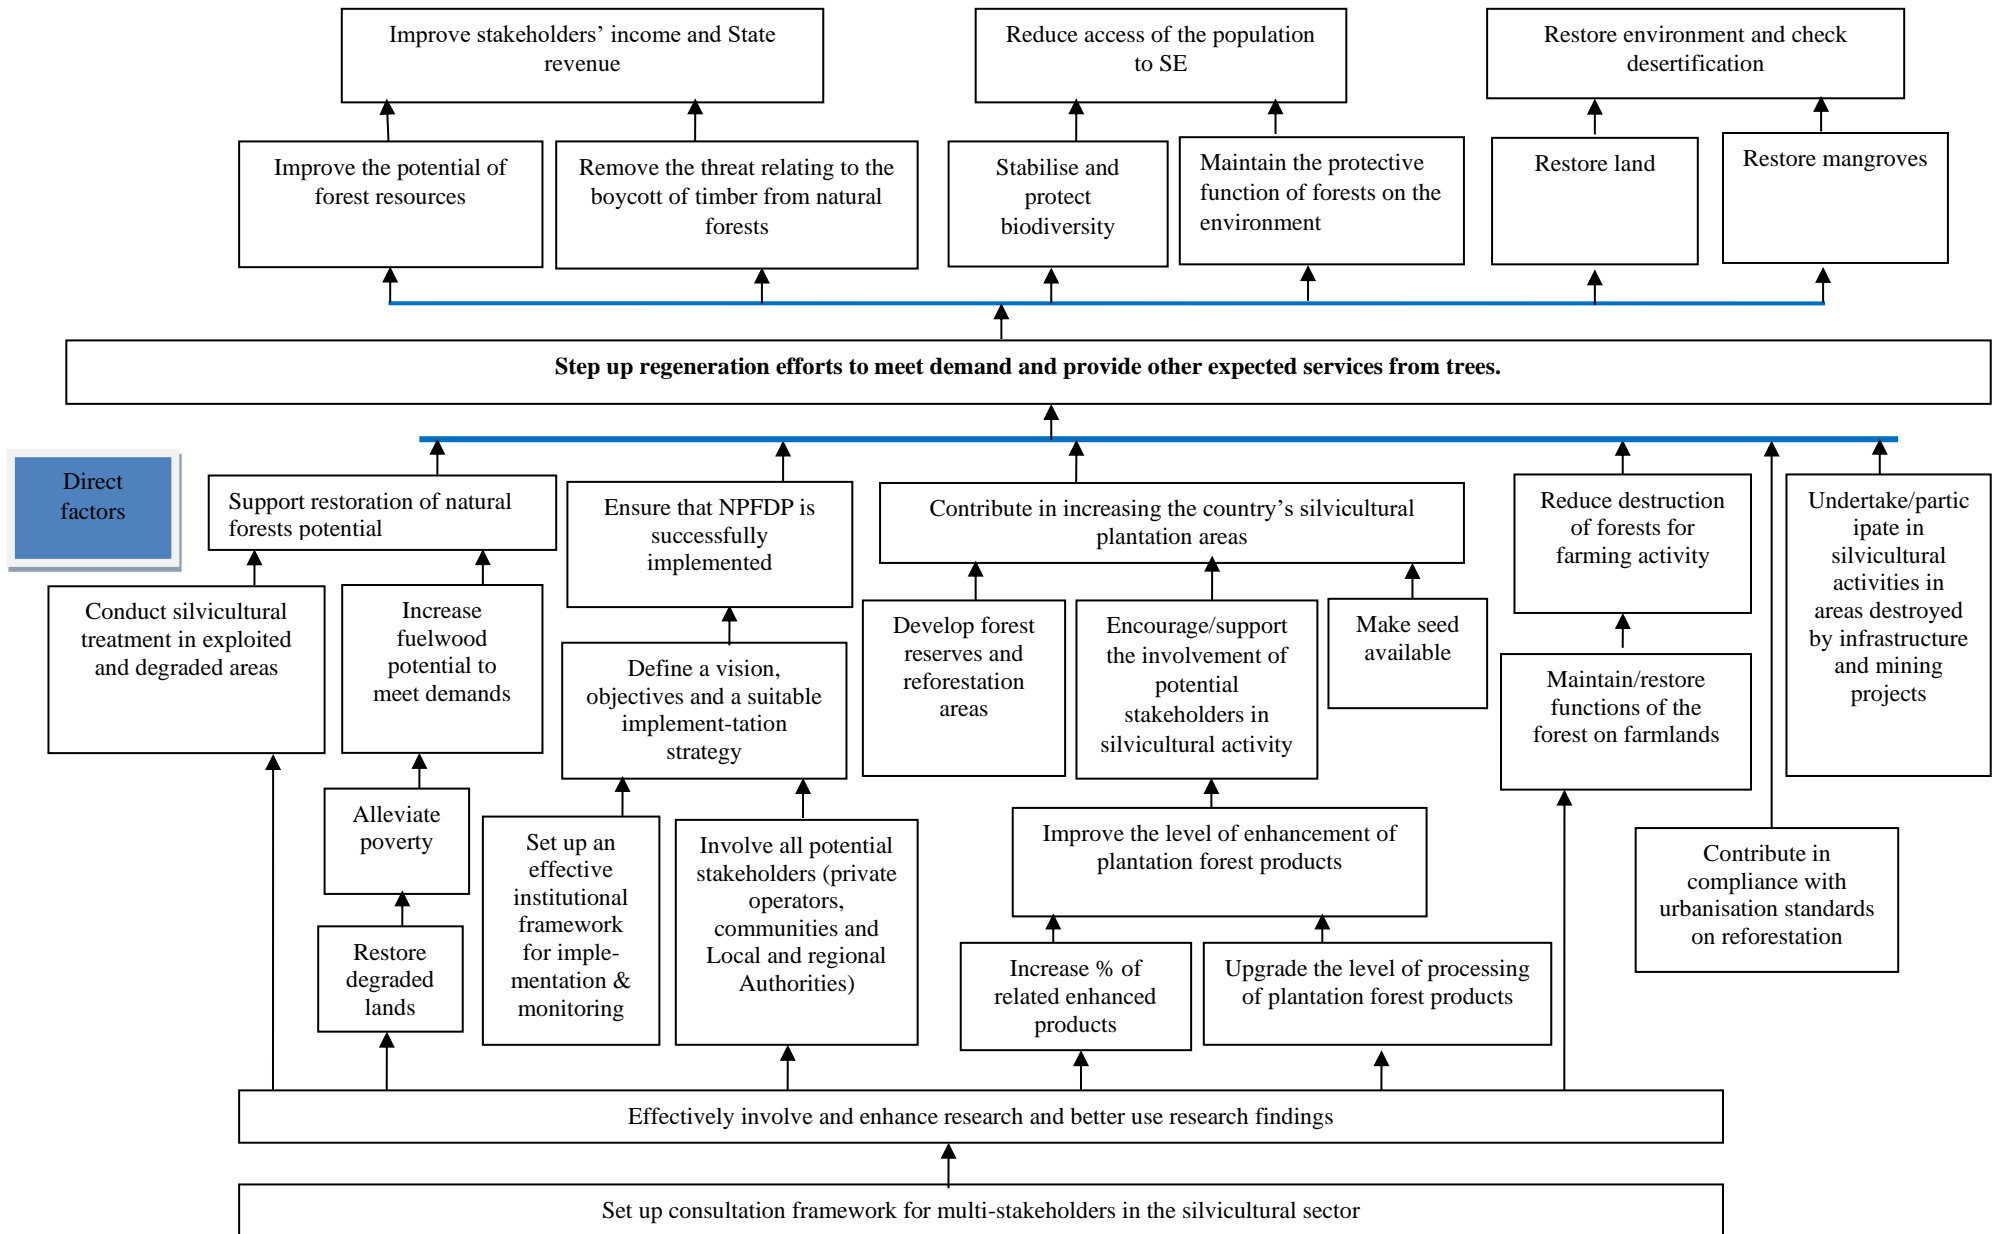 Improve stakeholders’ income and State
revenue
Reduce access of the population
to SE
Restore environment and check
desertification
Improve the potential of
forest resources
Remove the threat relating to the
boycott of timber from natural
forests
Stabilise and
protect
biodiversity
Maintain the protective
function of forests on the
environment
Restore land
Restore mangroves
Step up regeneration efforts to meet demand and provide other expected services from trees.
Direct
factors
Support restoration of natural
forests potential
Ensure that NPFDP is
successfully
implemented
Contribute in increasing the country’s silvicultural
plantation areas
Reduce destruction
of forests for
farming activity
Undertake/partic
ipate in
silvicultural
activities in
areas destroyed
by infrastructure
and mining
projects
Conduct silvicultural
treatment in exploited
and degraded areas
Increase
fuelwood
potential to
meet demands
Define a vision,
objectives and a suitable
implement-tation
strategy
Develop forest
reserves and
reforestation
areas
Encourage/support
the involvement of
potential
stakeholders in
silvicultural activity
Make seed
available
Maintain/restore
functions of the
forest on farmlands
Alleviate
poverty
Set up an
effective
institutional
framework
for imple-
mentation &
monitoring
Involve all potential
stakeholders (private
operators,
communities and
Local and regional
Authorities)
Improve the level of enhancement of
plantation forest products
Contribute in
compliance with
urbanisation standards
on reforestation
Restore
degraded
lands
Increase % of
related enhanced
products
Upgrade the level of processing
of plantation forest products
Effectively involve and enhance research and better use research findings
Set up consultation framework for multi-stakeholders in the silvicultural sector